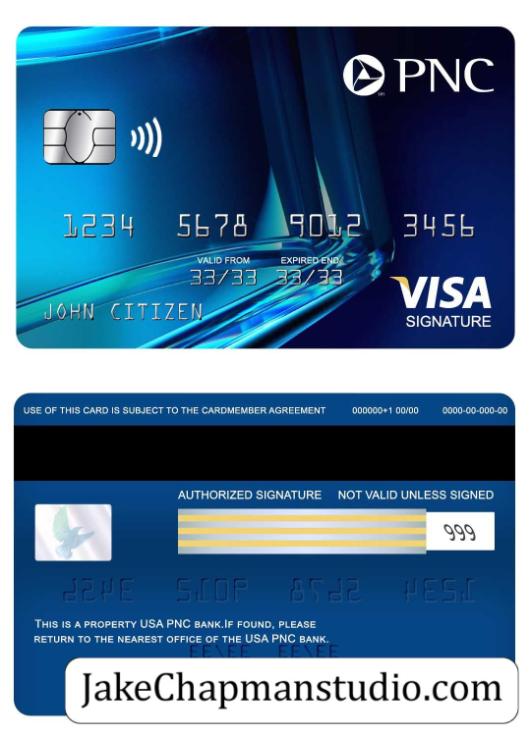 PNC
1234 5678 9012 3456
VALID FROM EXPIRED END
33/33 33/33
JOHN CITIZEN
VISA
SIGNATURE
USE OF THIS CARD IS SUBJECT TO THE CARDMEMBER AGREEMENT 000000+1 00/00 0000-00-000-00
AUTHORIZED SIGNATURE NOT VALID UNLESS SIGNED
999
THIS IS A PROPERTY USA PNC BANK.IF FOUND, PLEASE
RETURN TO THE NEAREST OFFICE OF THE USA PNC BANK.
JakeChapmanstudio.com